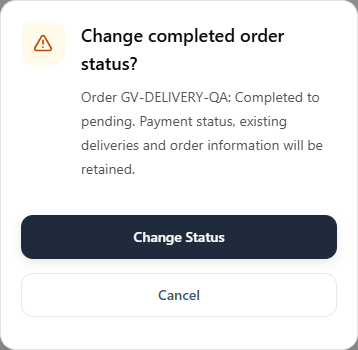 Change completed order
status?
Order GV-DELIVERY-QA: Completed to
pending. Payment status, existing
deliveries and order information will be
retained.
Change Status
Cancel